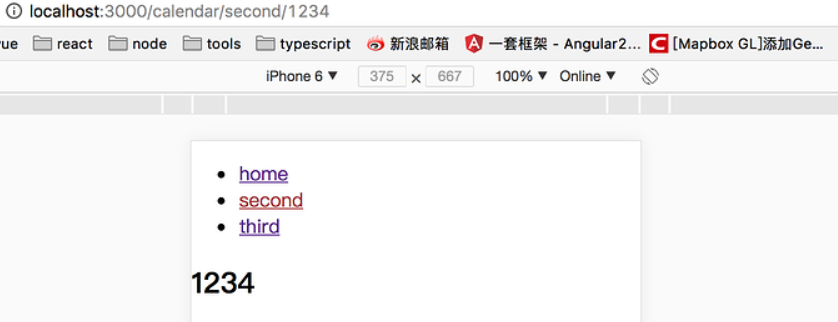 localhost:3000/calendar/second/1234
ue react node tools typescript 新浪邮箱 一套框架 - Angular2... [Mapbox GL]添加Ge...
iPhone 6 ▼ 375 × 667 100% ▼ Online ▼
• home
• second
• third
1234